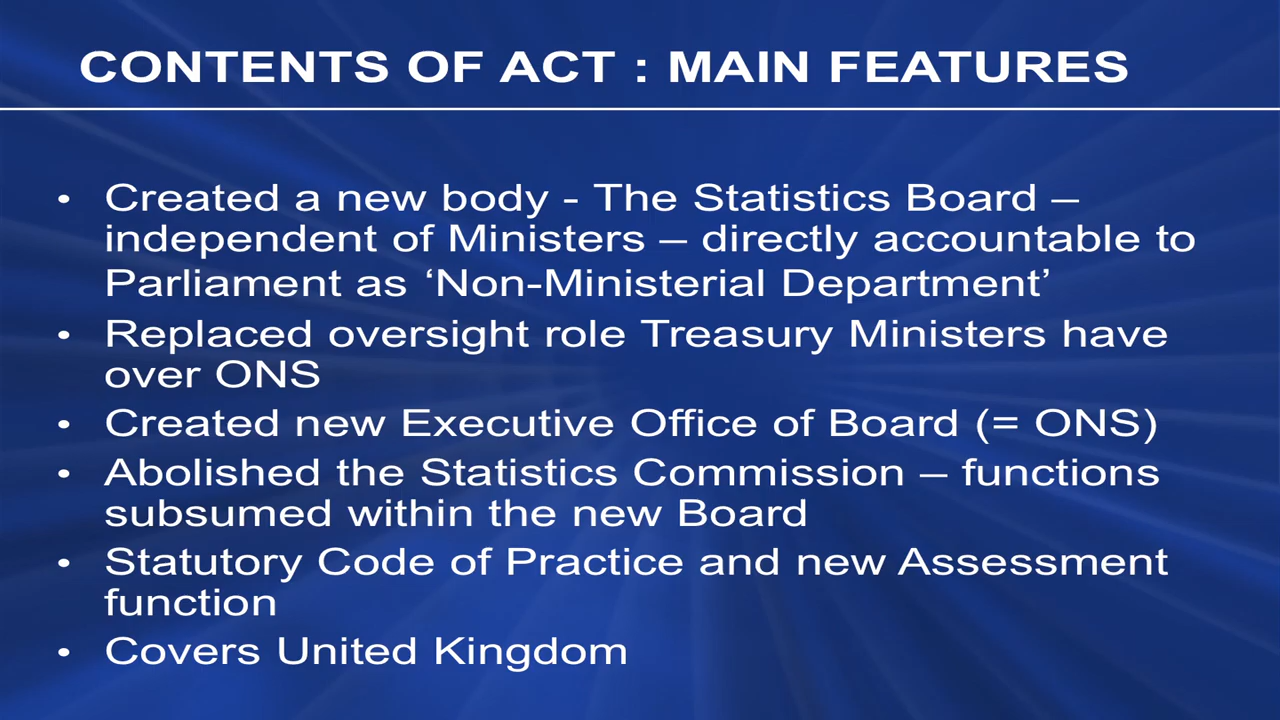 CONTENTS OF ACT : MAIN FEATURES
• Created a new body - The Statistics Board –
independent of Ministers – directly accountable to
Parliament as ‘Non-Ministerial Department’
• Replaced oversight role Treasury Ministers have
over ONS
• Created new Executive Office of Board (= ONS)
• Abolished the Statistics Commission – functions
subsumed within the new Board
• Statutory Code of Practice and new Assessment
function
• Covers United Kingdom